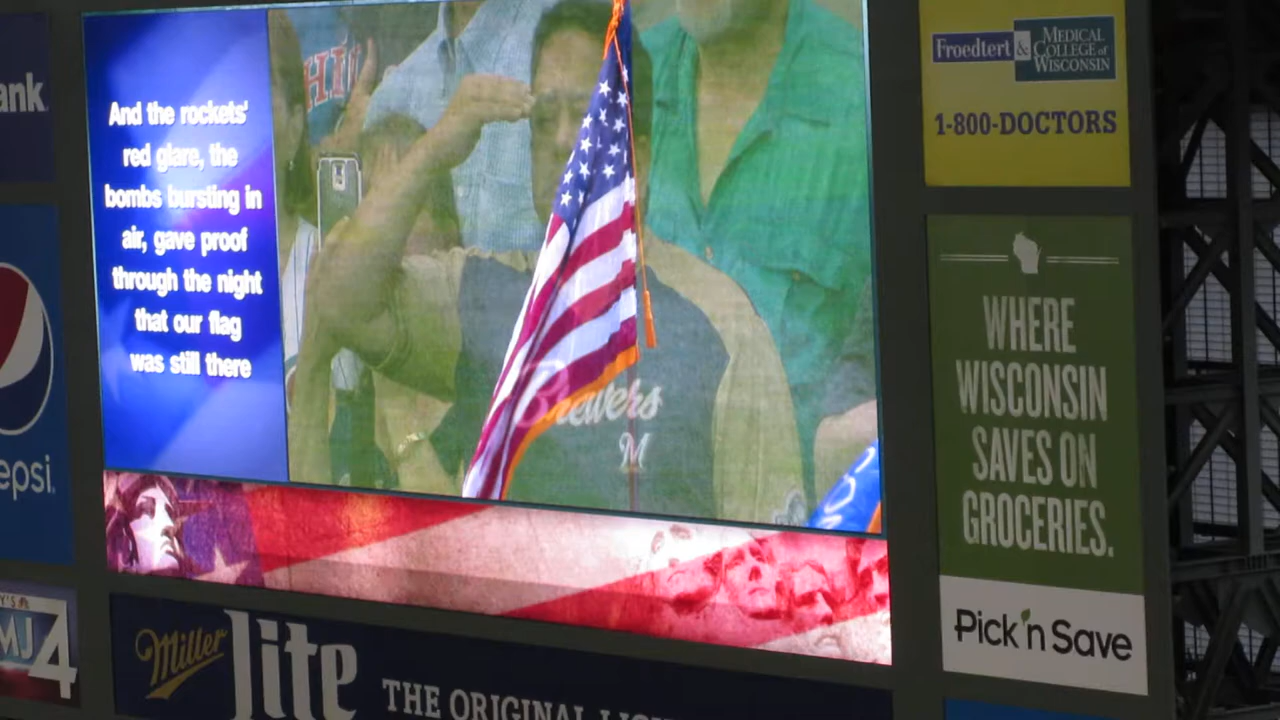 ank
And the rockets'
red glare, the
bombs bursting in
air, gave proof
through the night
that our flag
was still there
Brewers
M
Froedtert & MEDICAL
COLLEGE of
WISCONSIN
1-800-DOCTORS
WHERE
WISCONSIN
SAVES ON
GROCERIES.
Pick'n Save
epsi
MJ4
Miller
lite
THE ORIGINAL